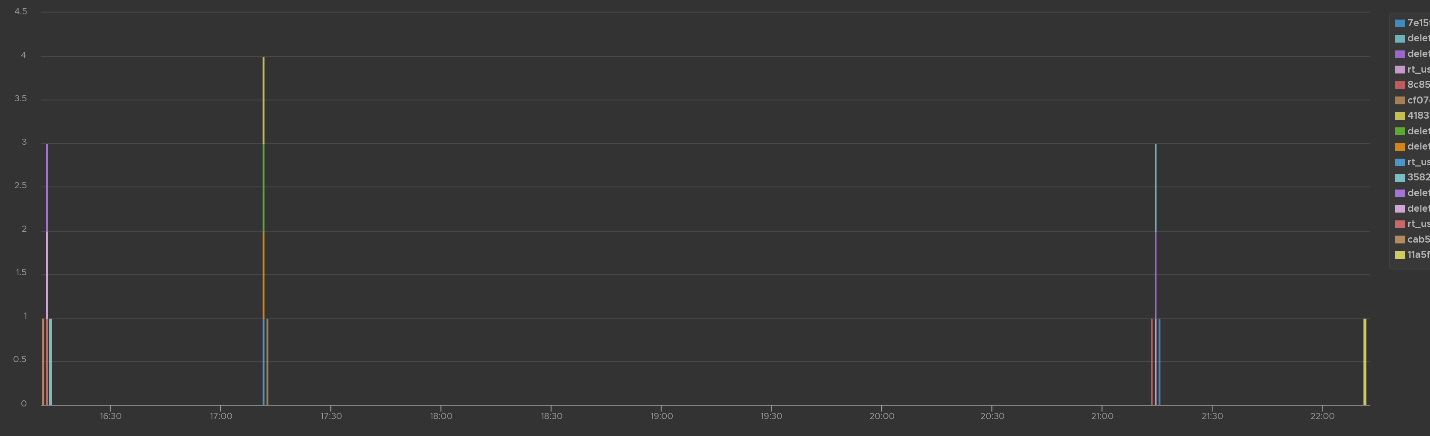 4.5
4
3.5
3
2.5
2
1.5
1
0.5
0
16:30 17:00 17:30 18:00 18:30 19:00 19:30 20:00 20:30 21:00 21:30 22:00
7e15
delet
delet
rt_us
8c85
cf07
4183
delet
delet
rt_us
3582
delet
delet
rt_us
cab5
11a5f